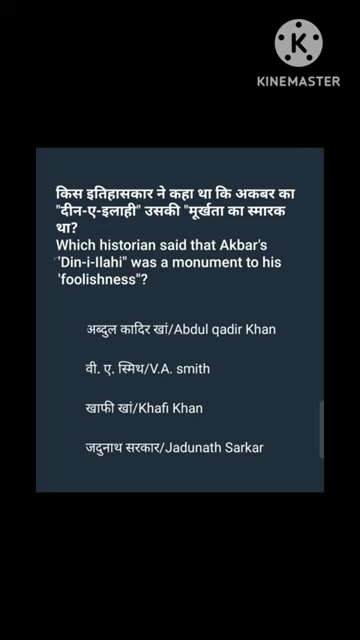 KINEMASTER
किस इतिहासकार ने कहा था कि अकबर का
"दीन-ए-इलाही" उसकी "मूर्खता का स्मारक
था?
Which historian said that Akbar's
"Din-i-Ilahi" was a monument to his
'foolishness"?
अब्दुल कादिर खां/Abdul qadir Khan
वी. ए. स्मिथ/V.A. smith
खाफी खां/Khafi Khan
जदुनाथ सरकार/Jadunath Sarkar